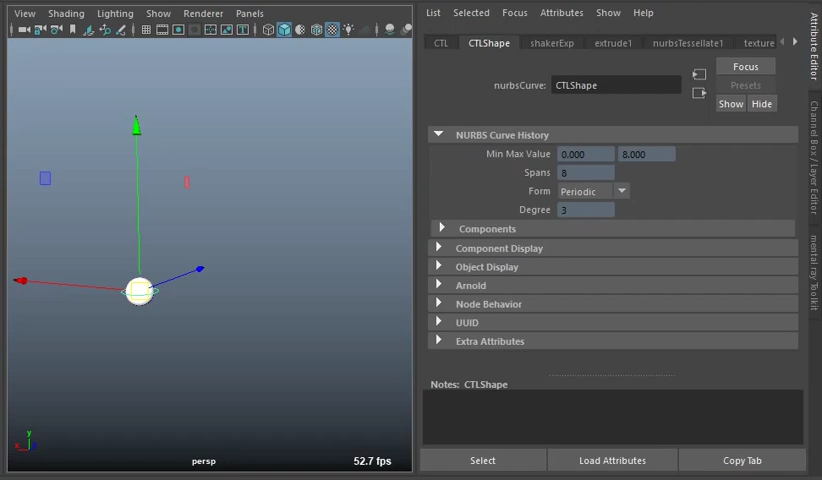 View Shading Lighting Show Renderer Panels
List Selected Focus Attributes Show Help
CTL CTLShape shakerExp extrude1 nurbsTessellate1 texture
nurbsCurve: CTLShape
Focus
Presets
Show Hide
NURBS Curve History
Min Max Value 0.000 8.000
Spans 8
Form Periodic
Degree 3
Components
Component Display
Object Display
Arnold
Node Behavior
UUID
Extra Attributes
Notes: CTLShape
Select Load Attributes Copy Tab
y
x
persp
52.7 fps
Attribute Editor
Channel Box / Layer Editor
mental ray Toolkit